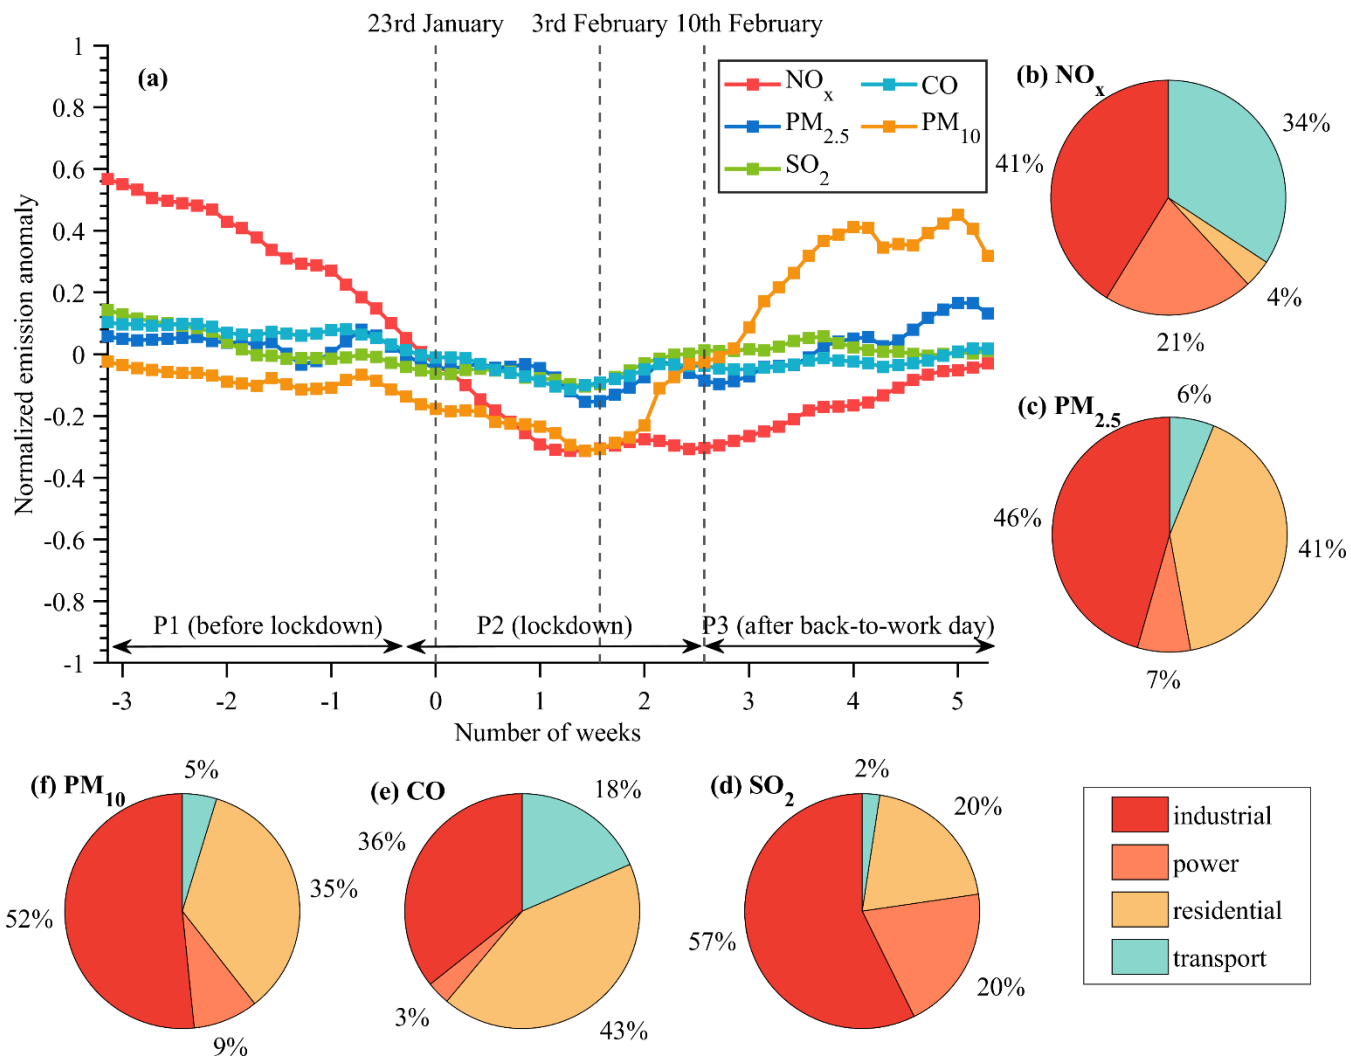 23rd January 3rd February 10th February
(a)
1
0.8
0.6
0.4
0.2
0
-0.2
-0.4
-0.6
-0.8
-1
Normalized emission anomaly
NOx CO
PM2.5 PM10
SO2
P1 (before lockdown) P2 (lockdown) P3 (after back-to-work day)
-3 -2 -1 0 1 2 3 4 5
Number of weeks
(b) NOx
34%
41%
4%
21%
(c) PM2.5
6%
46%
41%
7%
(f) PM10
5%
35%
52%
9%
(e) CO
18%
36%
3%
43%
(d) SO2
2%
20%
57%
20%
industrial
power
residential
transport